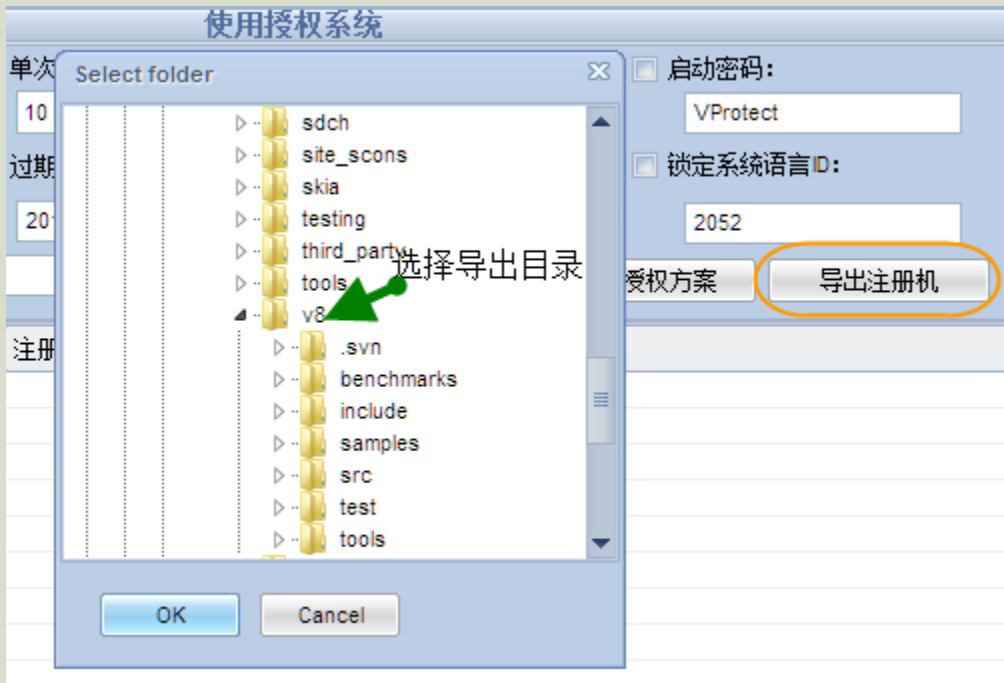 使用授权系统
单次
Select folder
启动密码:
10
VProtect
过期
锁定系统语言ID:
201
2052
授权方案
导出注册机
注册
sdch
site_scons
skia
testing
third_party
选择导出目录
tools
v8
.svn
benchmarks
include
samples
src
test
tools
OK
Cancel